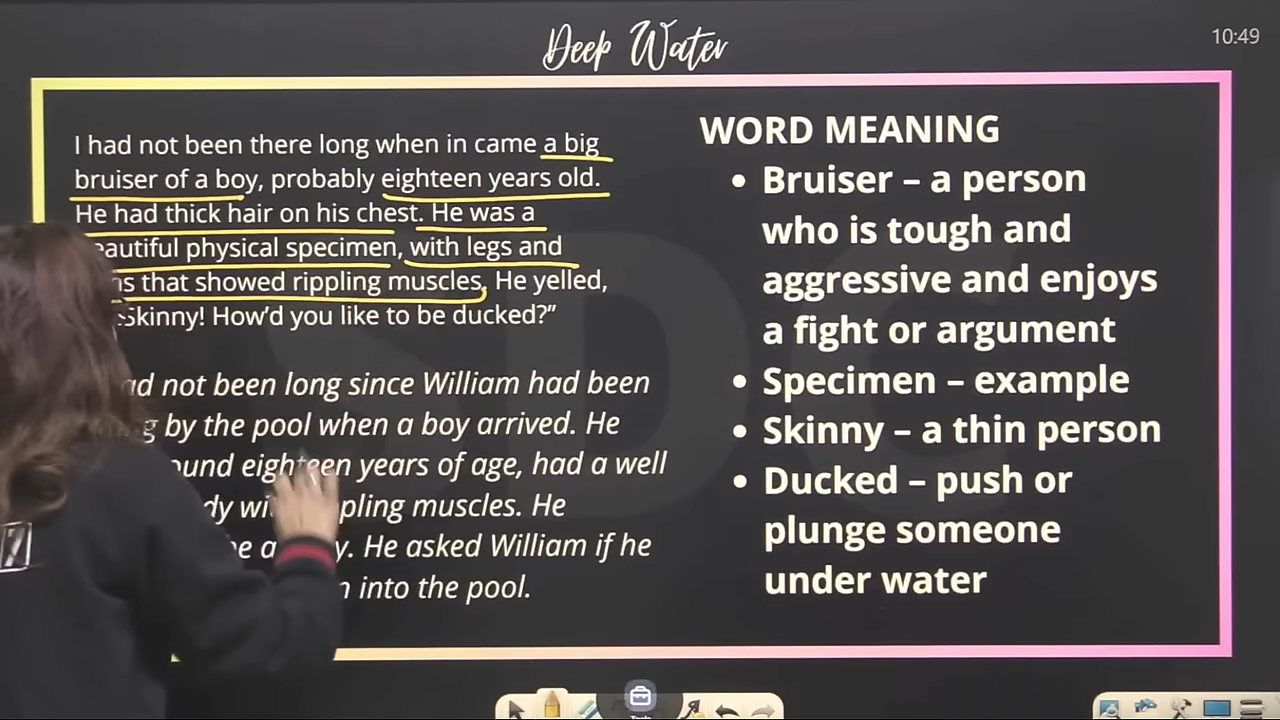 Deep Water
10:49
I had not been there long when in came a big
bruiser of a boy, probably eighteen years old.
He had thick hair on his chest. He was a
beautiful physical specimen, with legs and
that showed rippling muscles. He yelled,
Skinny! How'd you like to be ducked?"
not been long since William had been
by the pool when a boy arrived. He
eighteen years of age, had a well
muscles. He
He asked William if he
into the pool.
WORD MEANING
• Bruiser – a person
who is tough and
aggressive and enjoys
a fight or argument
• Specimen – example
• Skinny – a thin person
• Ducked – push or
plunge someone
under water